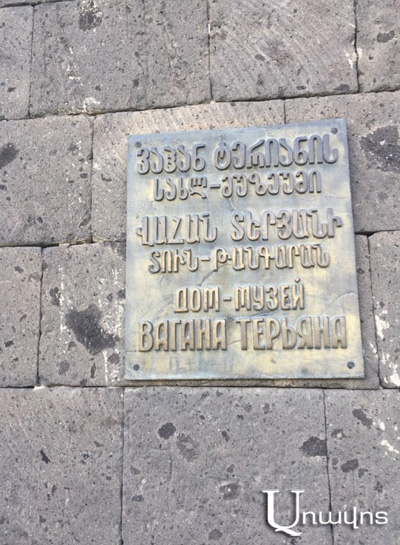 ვაჰან ტერიანის
სახლ-მუზეუმი
ՎԱՀԱՆ ՏԵՐՅԱՆԻ
ՏՈՒՆ-ԹԱՆԳԱՐԱՆ
ДОМ-МУЗЕЙ
ВАГАНА ТЕРЬЯНА
Առավոտ